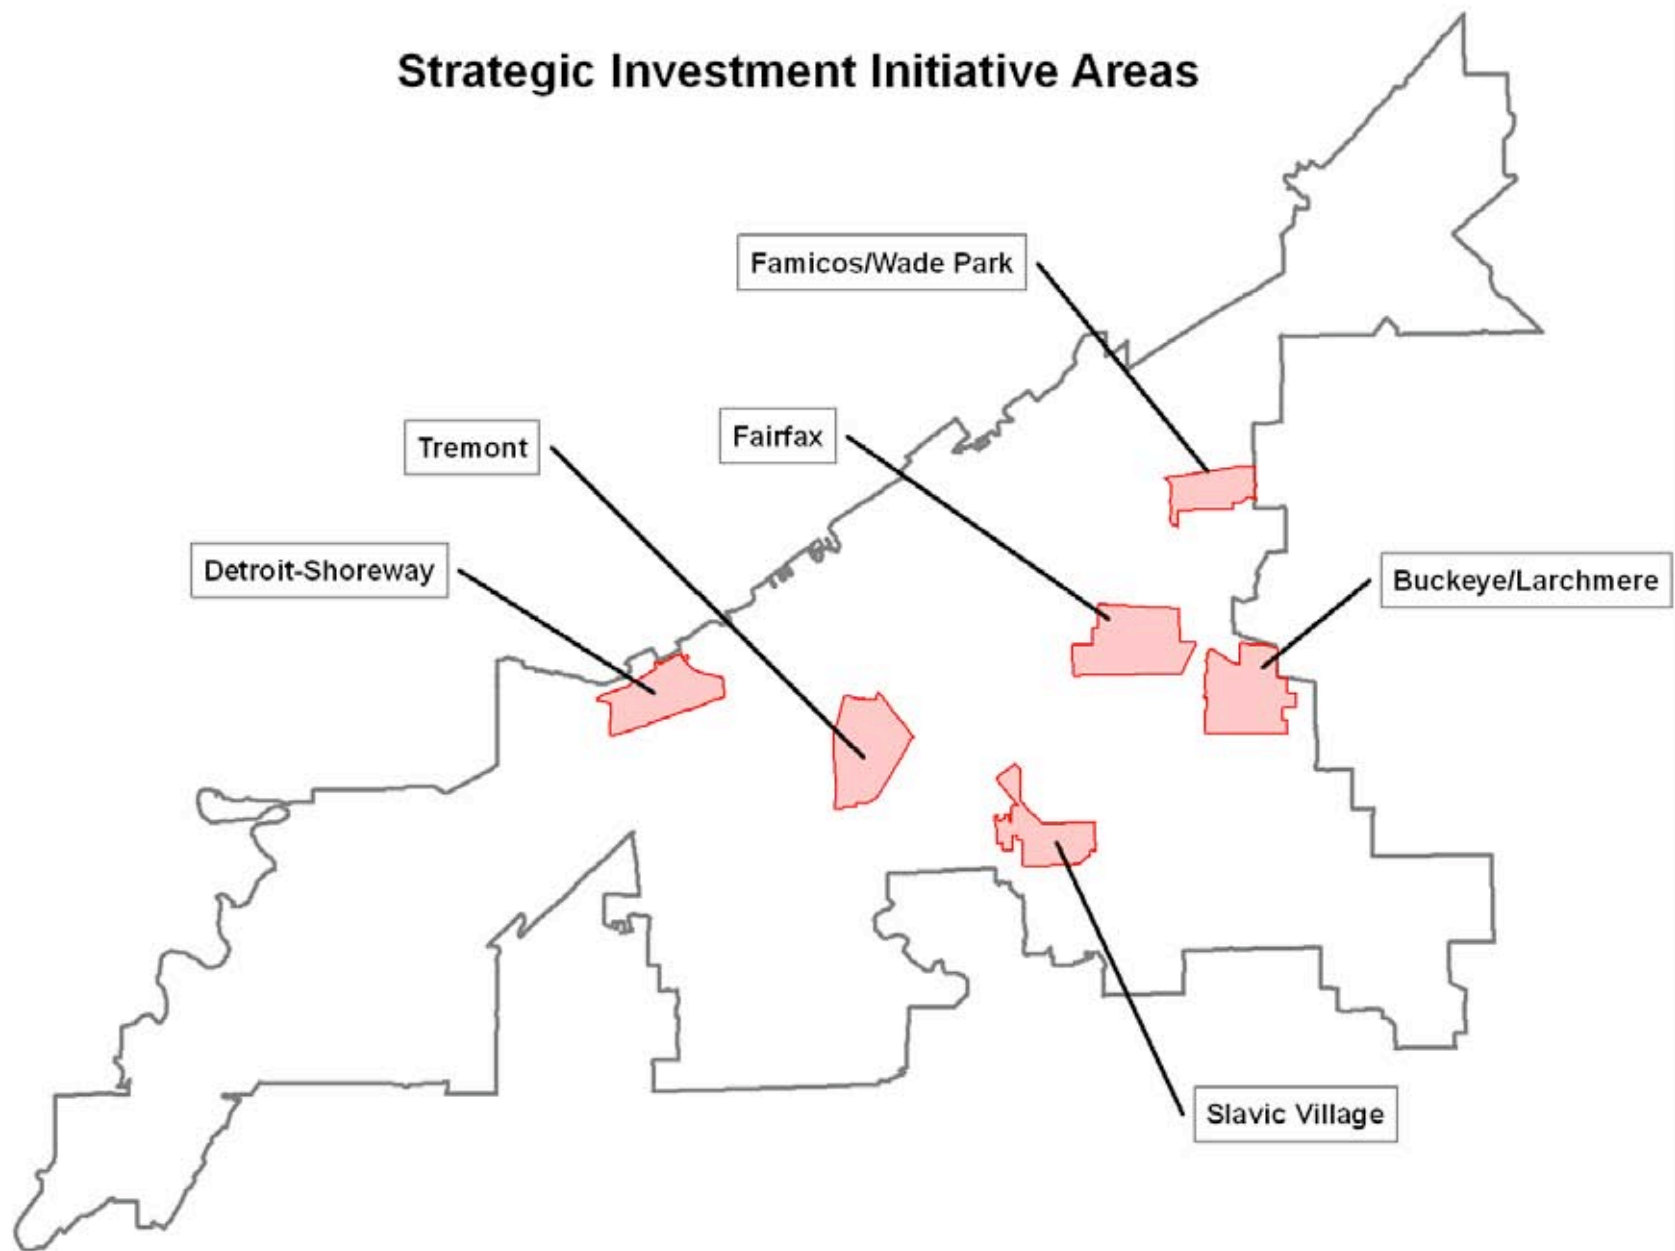 Strategic Investment Initiative Areas
Famicos/Wade Park
Fairfax
Tremont
Detroit-Shoreway
Buckeye/Larchmere
Slavic Village